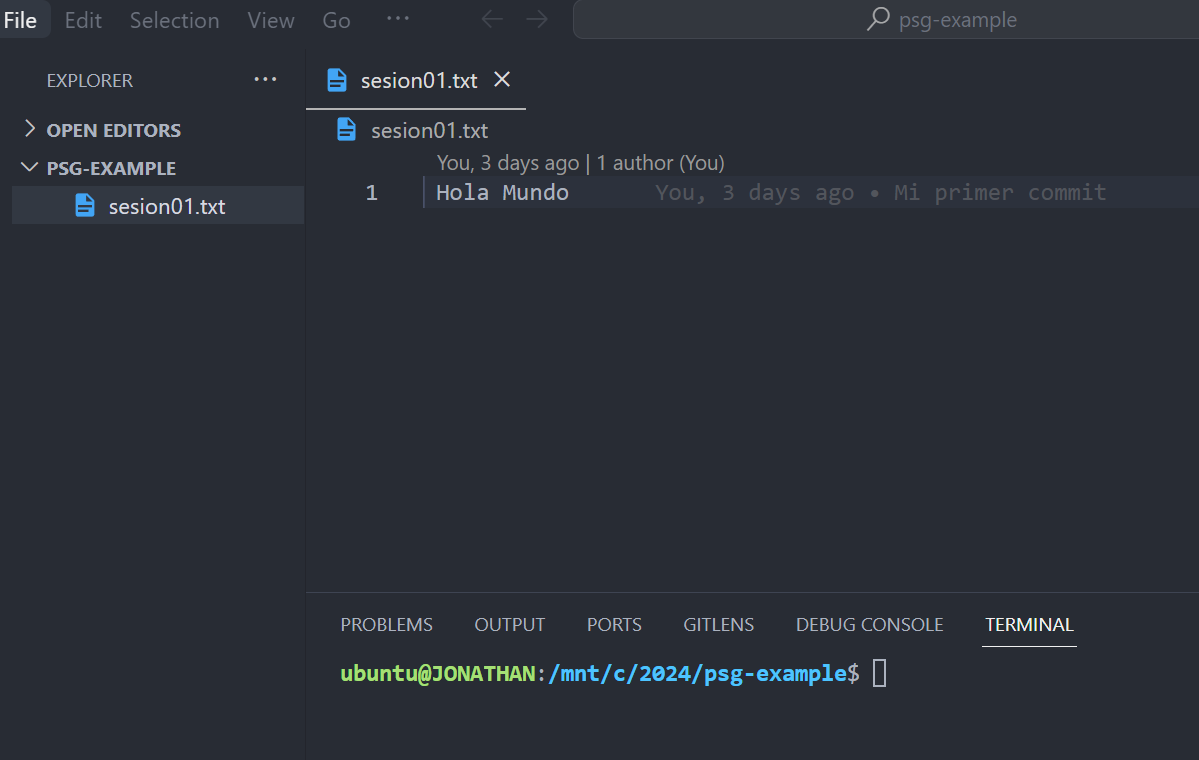 File Edit Selection View Go ··· psg-example
EXPLORER ···
sesion01.txt
OPEN EDITORS
PSG-EXAMPLE
sesion01.txt
sesion01.txt
You, 3 days ago | 1 author (You)
1 Hola Mundo You, 3 days ago • Mi primer commit
PROBLEMS OUTPUT PORTS GITLENS DEBUG CONSOLE TERMINAL
ubuntu@JONATHAN:/mnt/c/2024/psg-example$